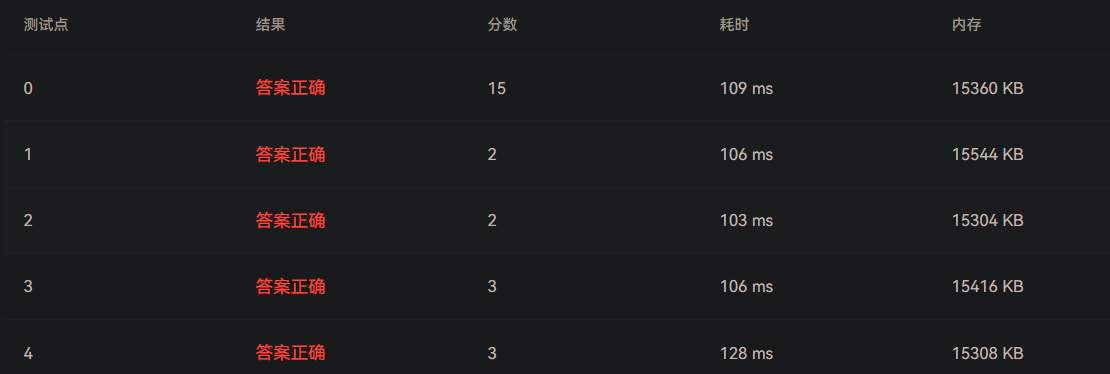 测试点 结果 分数 耗时 内存
0 答案正确 15 109 ms 15360 KB
1 答案正确 2 106 ms 15544 KB
2 答案正确 2 103 ms 15304 KB
3 答案正确 3 106 ms 15416 KB
4 答案正确 3 128 ms 15308 KB